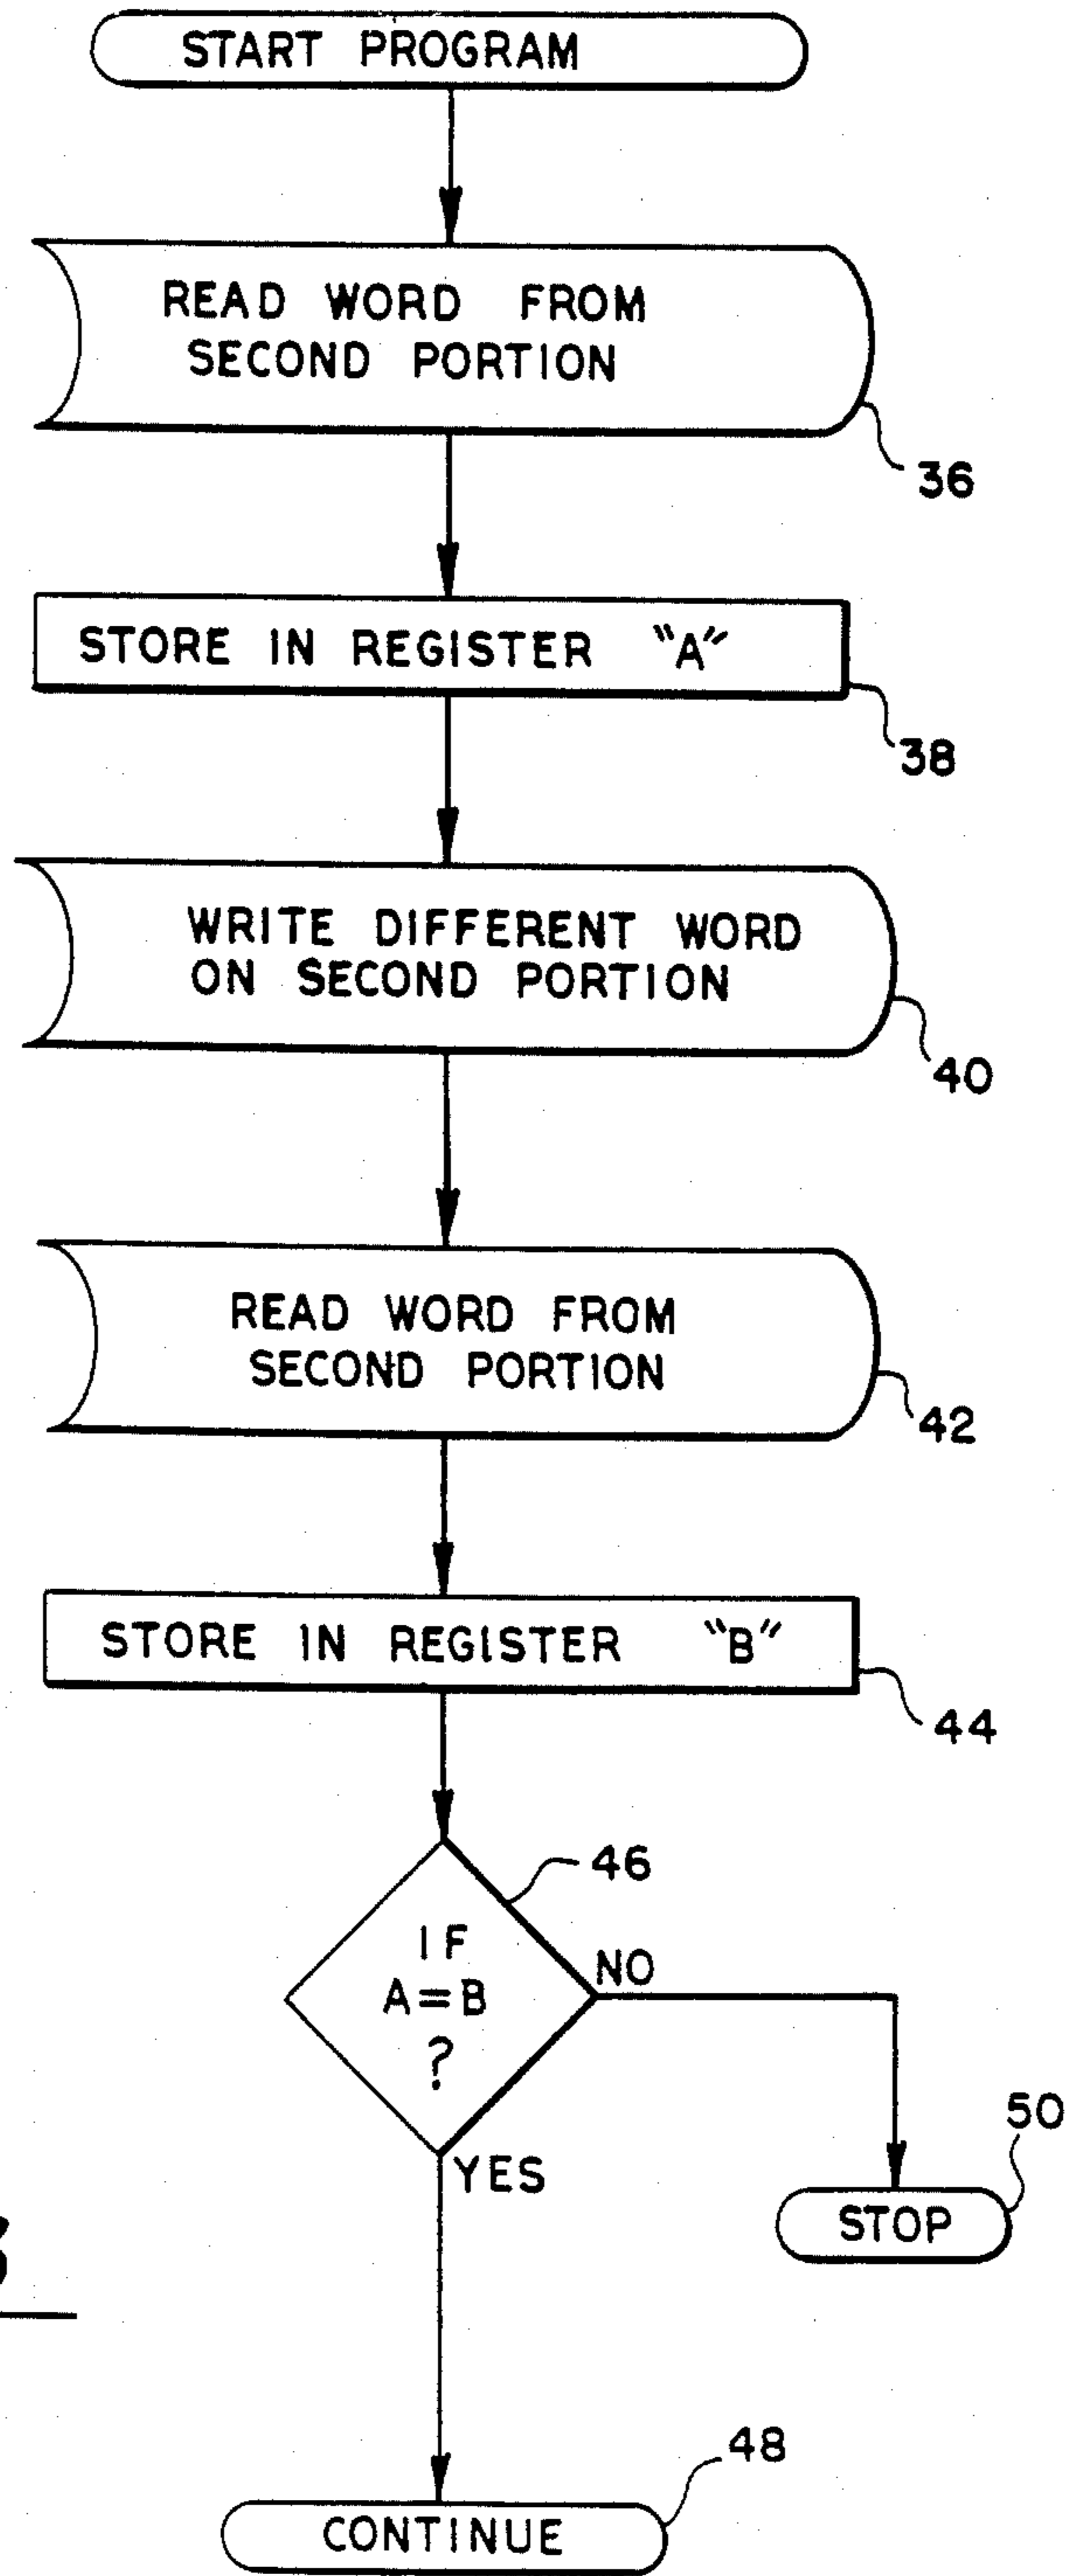 START PROGRAM
READ WORD FROM
SECOND PORTION
36
STORE IN REGISTER "A"
38
WRITE DIFFERENT WORD
ON SECOND PORTION
40
READ WORD FROM
SECOND PORTION
42
STORE IN REGISTER "B"
44
46
IF
A=B
?
NO
YES
50
STOP
48
CONTINUE